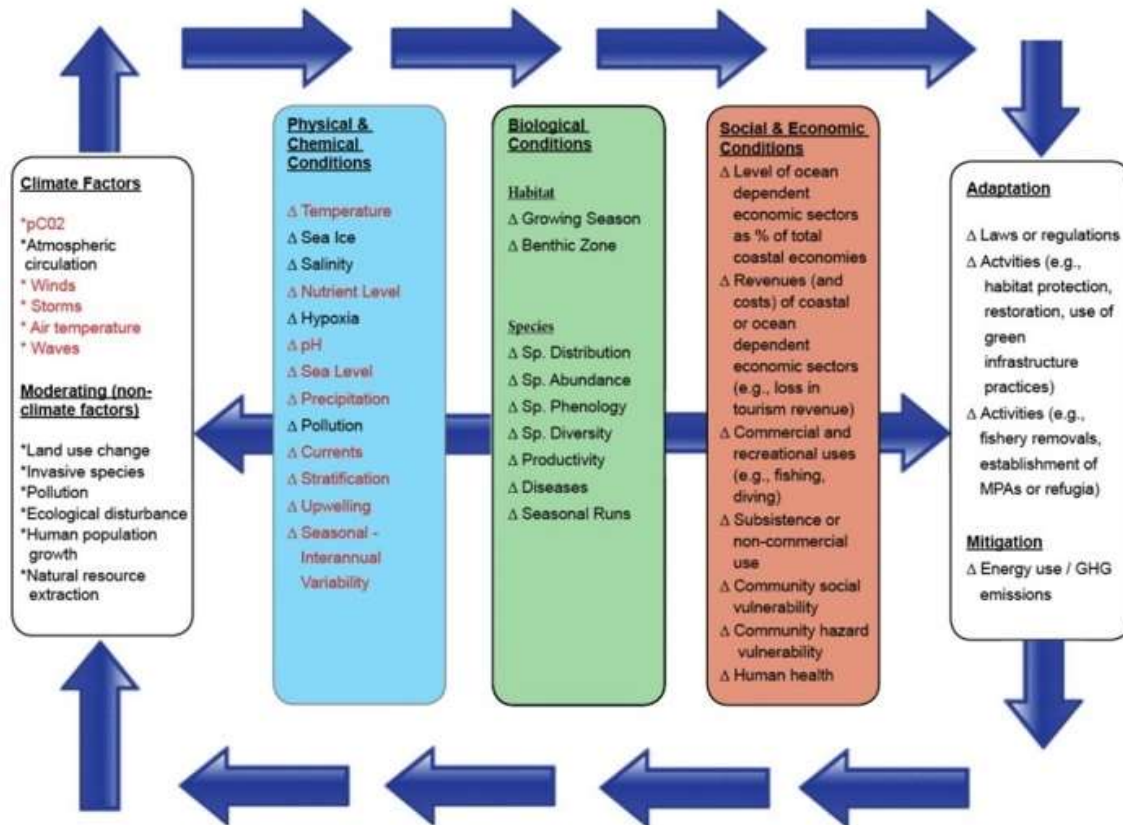 Climate Factors
*pC02
*Atmospheric
circulation
* Winds
* Storms
* Air temperature
* Waves
Moderating (non-
climate factors)
*Land use change
*Invasive species
*Pollution
*Ecological disturbance
*Human population
growth
*Natural resource
extraction
Physical &
Chemical
Conditions
Δ Temperature
Δ Sea Ice
Δ Salinity
Δ Nutrient Level
Δ Hypoxia
Δ pH
Δ Sea Level
Δ Precipitation
Δ Pollution
Δ Currents
Δ Stratification
Δ Upwelling
Δ Seasonal -
Interannual
Variability
Biological
Conditions
Habitat
Δ Growing Season
Δ Benthic Zone
Species
Δ Sp. Distribution
Δ Sp. Abundance
Δ Sp. Phenology
Δ Sp. Diversity
Δ Productivity
Δ Diseases
Δ Seasonal Runs
Social & Economic
Conditions
Δ Level of ocean
dependent
economic sectors
as % of total
coastal economies
Δ Revenues (and
costs) of coastal
or ocean
dependent
economic sectors
(e.g., loss in
tourism revenue)
Δ Commercial and
recreational uses
(e.g., fishing,
diving)
Δ Subsistence or
non-commercial
use
Δ Community social
vulnerability
Δ Community hazard
vulnerability
Δ Human health
Adaptation
Δ Laws or regulations
Δ Actvities (e.g.,
habitat protection,
restoration, use of
green
infrastructure
practices)
Δ Activities (e.g.,
fishery removals,
establishment of
MPAs or refugia)
Mitigation
Δ Energy use / GHG
emissions